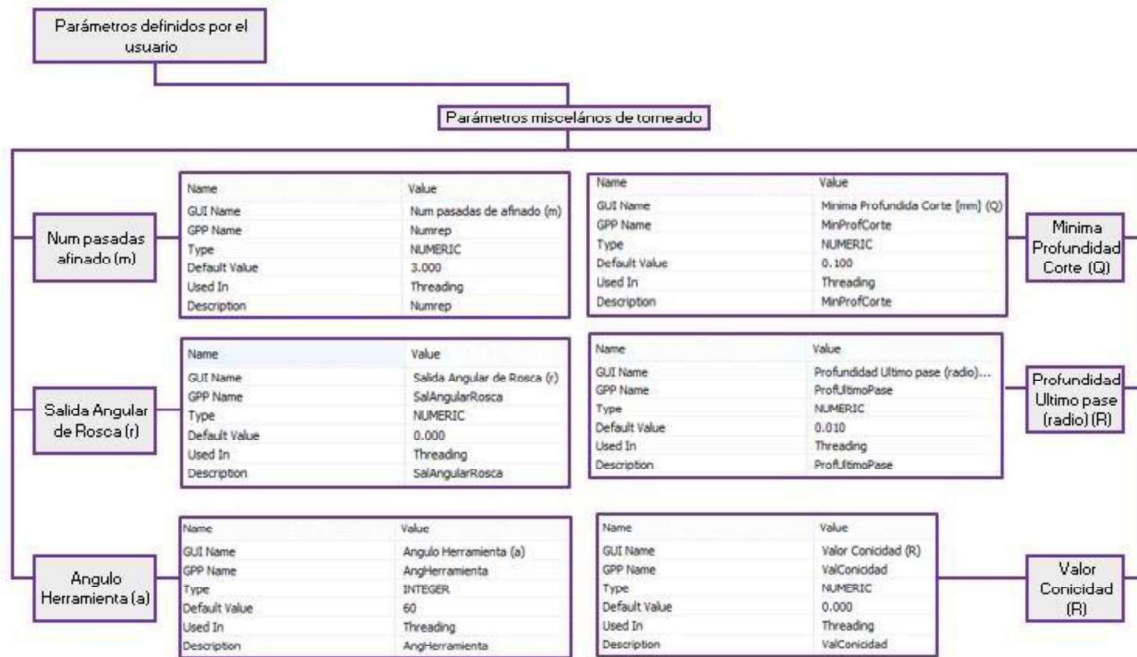 Parámetros definidos por el
usuario
Parámetros misceláneos de torneado
Num pasadas
afinado (m)
Name Value
GUI Name Num pasadas de afinado (m)
GPP Name Numrep
Type NUMERIC
Default Value 3.000
Used In Threading
Description Numrep
Name Value
GUI Name Minima Profundida Corte [mm] (Q)
GPP Name MinProfCorte
Type NUMERIC
Default Value 0.100
Used In Threading
Description MinProfCorte
Minima
Profundidad
Corte (Q)
Salida Angular
de Rosca (r)
Name Value
GUI Name Salida Angular de Rosca (r)
GPP Name SalAngularRosca
Type NUMERIC
Default Value 0.000
Used In Threading
Description SalAngularRosca
Name Value
GUI Name Profundidad Ultimo pase (radio)...
GPP Name ProfUltimoPase
Type NUMERIC
Default Value 0.010
Used In Threading
Description ProfUltimoPase
Profundidad
Ultimo pase
(radio) (R)
Angulo
Herramienta (a)
Name Value
GUI Name Angulo Herramienta (a)
GPP Name AngHerramienta
Type INTEGER
Default Value 60
Used In Threading
Description AngHerramienta
Name Value
GUI Name Valor Conicidad (R)
GPP Name ValConicidad
Type NUMERIC
Default Value 0.000
Used In Threading
Description ValConicidad
Valor
Conicidad
(R)